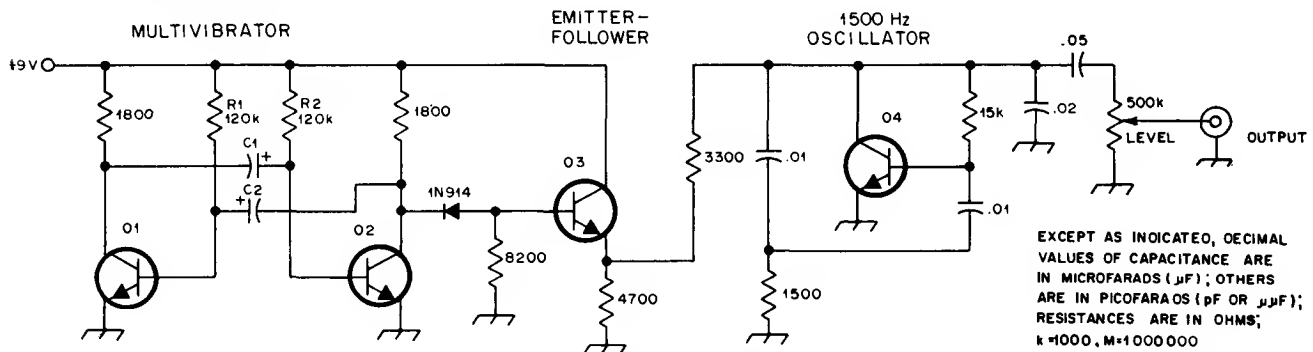 MULTIVIBRATOR
EMITTER-
FOLLOWER
1500 Hz
OSCILLATOR
+9V
1800
R1
120k
R2
120k
1800
C1
+
+
C2
1N914
Q1
Q2
Q3
8200
4700
3300
.01
1500
Q4
15k
.01
.02
.05
500k
LEVEL
OUTPUT
EXCEPT AS INDICATED, DECIMAL
VALUES OF CAPACITANCE ARE
IN MICROFARADS (μF); OTHERS
ARE IN PICOFARADS (pF OR μμF);
RESISTANCES ARE IN OHMS;
k=1000, M=1000000